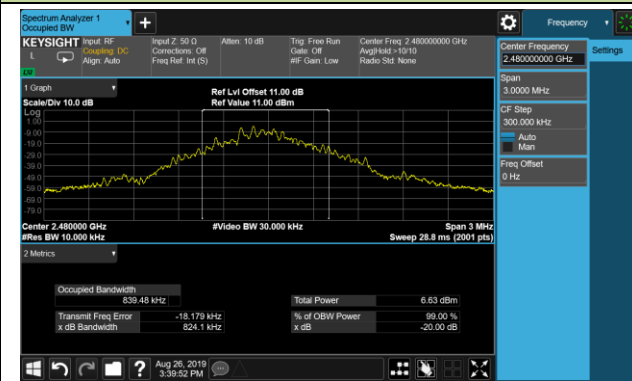 Spectrum Analyzer 1
Occupied BW
Frequency
KEYSIGHT
L
Input: RF
Coupling: DC
Align: Auto
Input Z: 50 Ω
Corrections: Off
Freq Ref: Int (S)
Atten: 10 dB
Trig: Free Run
Gate: Off
#IF Gain: Low
Center Freq: 2.480000000 GHz
Avg|Hold:>10/10
Radio Std: None
Center Frequency
2.480000000 GHz
Settings
Span
3.0000 MHz
CF Step
300.000 kHz
Auto
Man
Freq Offset
0 Hz
1 Graph
Scale/Div 10.0 dB
Ref Lvl Offset 11.00 dB
Ref Value 11.00 dBm
Log
1.00
-9.00
-19.0
-29.0
-39.0
-49.0
-59.0
-69.0
-79.0
Center 2.480000 GHz
#Video BW 30.000 kHz
Span 3 MHz
#Res BW 10.000 kHz
Sweep 28.8 ms (2001 pts)
2 Metrics
Occupied Bandwidth
839.48 kHz
Total Power
6.63 dBm
Transmit Freq Error
-18.179 kHz
% of OBW Power
99.00 %
x dB Bandwidth
824.1 kHz
x dB
-20.00 dB
?
Aug 26, 2019
3:39:52 PM